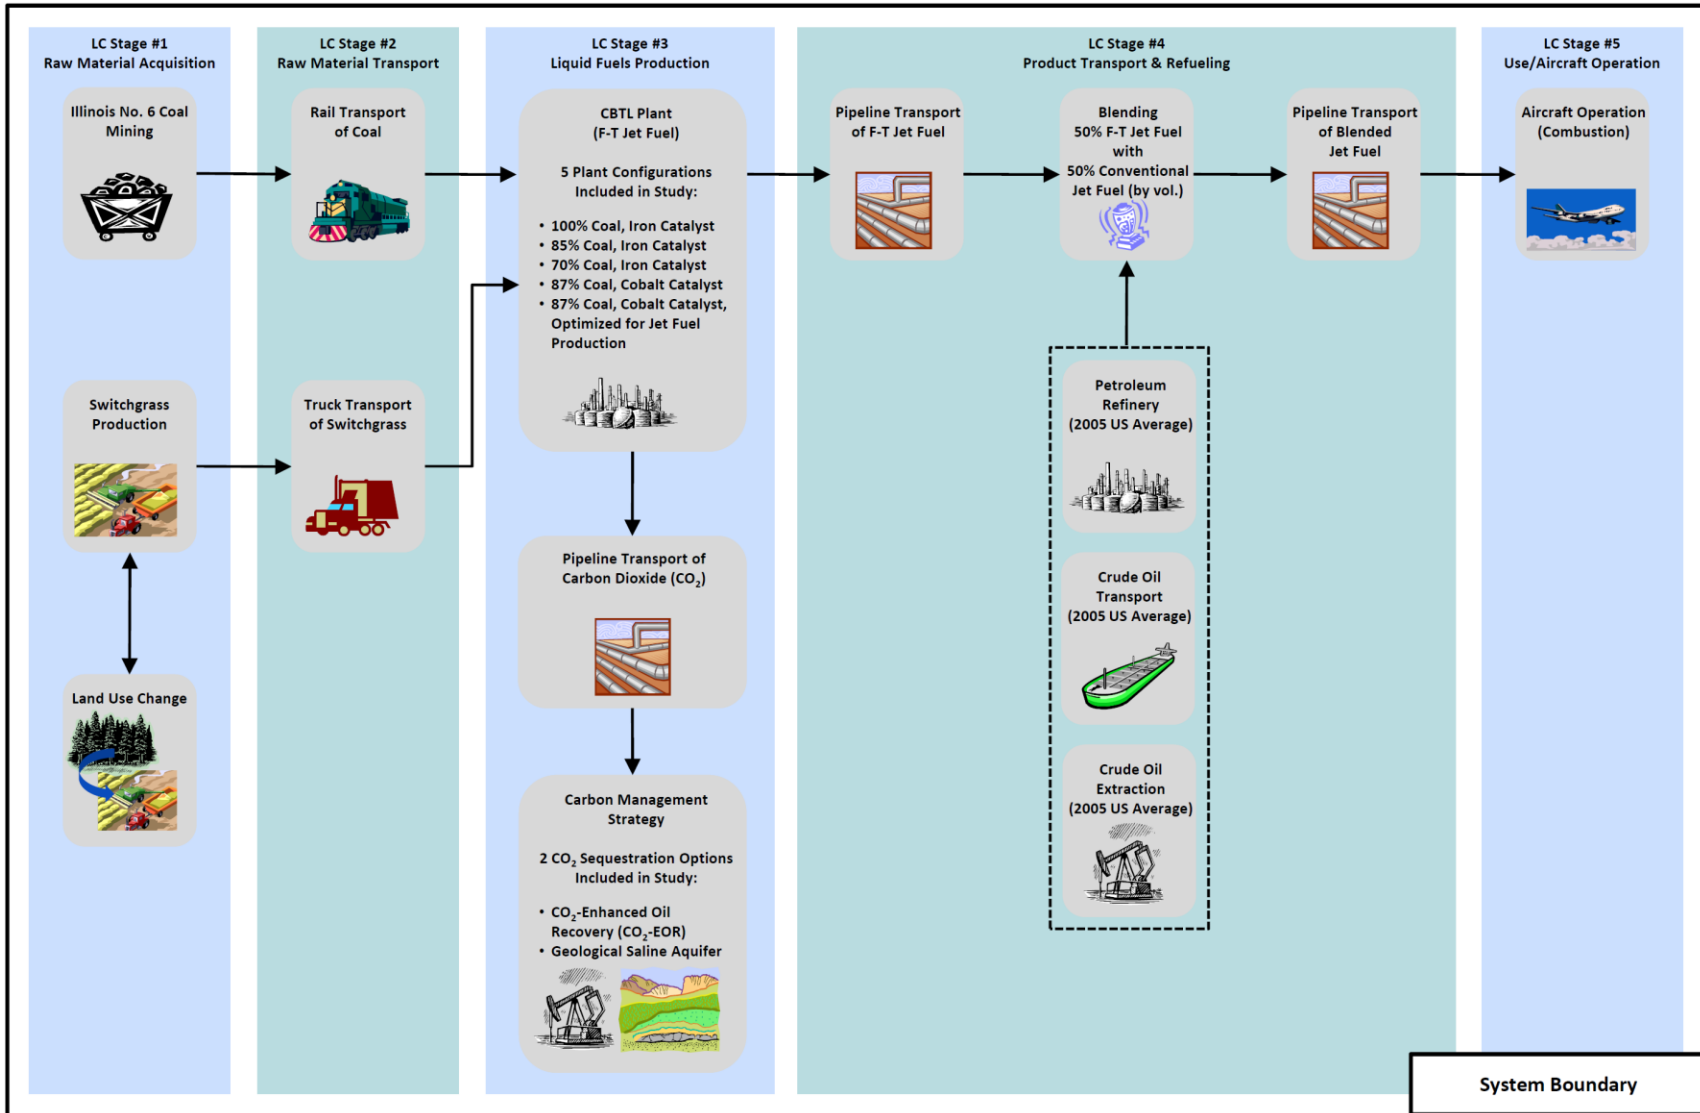 LC Stage #1
Raw Material Acquisition
Illinois No. 6 Coal
Mining
Switchgrass
Production
Land Use Change
LC Stage #2
Raw Material Transport
Rail Transport
of Coal
Truck Transport
of Switchgrass
LC Stage #3
Liquid Fuels Production
CBTL Plant
(F-T Jet Fuel)
5 Plant Configurations
Included in Study:
• 100% Coal, Iron Catalyst
• 85% Coal, Iron Catalyst
• 70% Coal, Iron Catalyst
• 87% Coal, Cobalt Catalyst
• 87% Coal, Cobalt Catalyst,
Optimized for Jet Fuel
Production
Pipeline Transport of
Carbon Dioxide (CO₂)
Carbon Management
Strategy
2 CO₂ Sequestration Options
Included in Study:
• CO₂-Enhanced Oil
Recovery (CO₂-EOR)
• Geological Saline Aquifer
LC Stage #4
Product Transport & Refueling
Pipeline Transport
of F-T Jet Fuel
Blending
50% F-T Jet Fuel
with
50% Conventional
Jet Fuel (by vol.)
Pipeline Transport
of Blended
Jet Fuel
Petroleum
Refinery
(2005 US Average)
Crude Oil
Transport
(2005 US Average)
Crude Oil
Extraction
(2005 US Average)
LC Stage #5
Use/Aircraft Operation
Aircraft Operation
(Combustion)
System Boundary